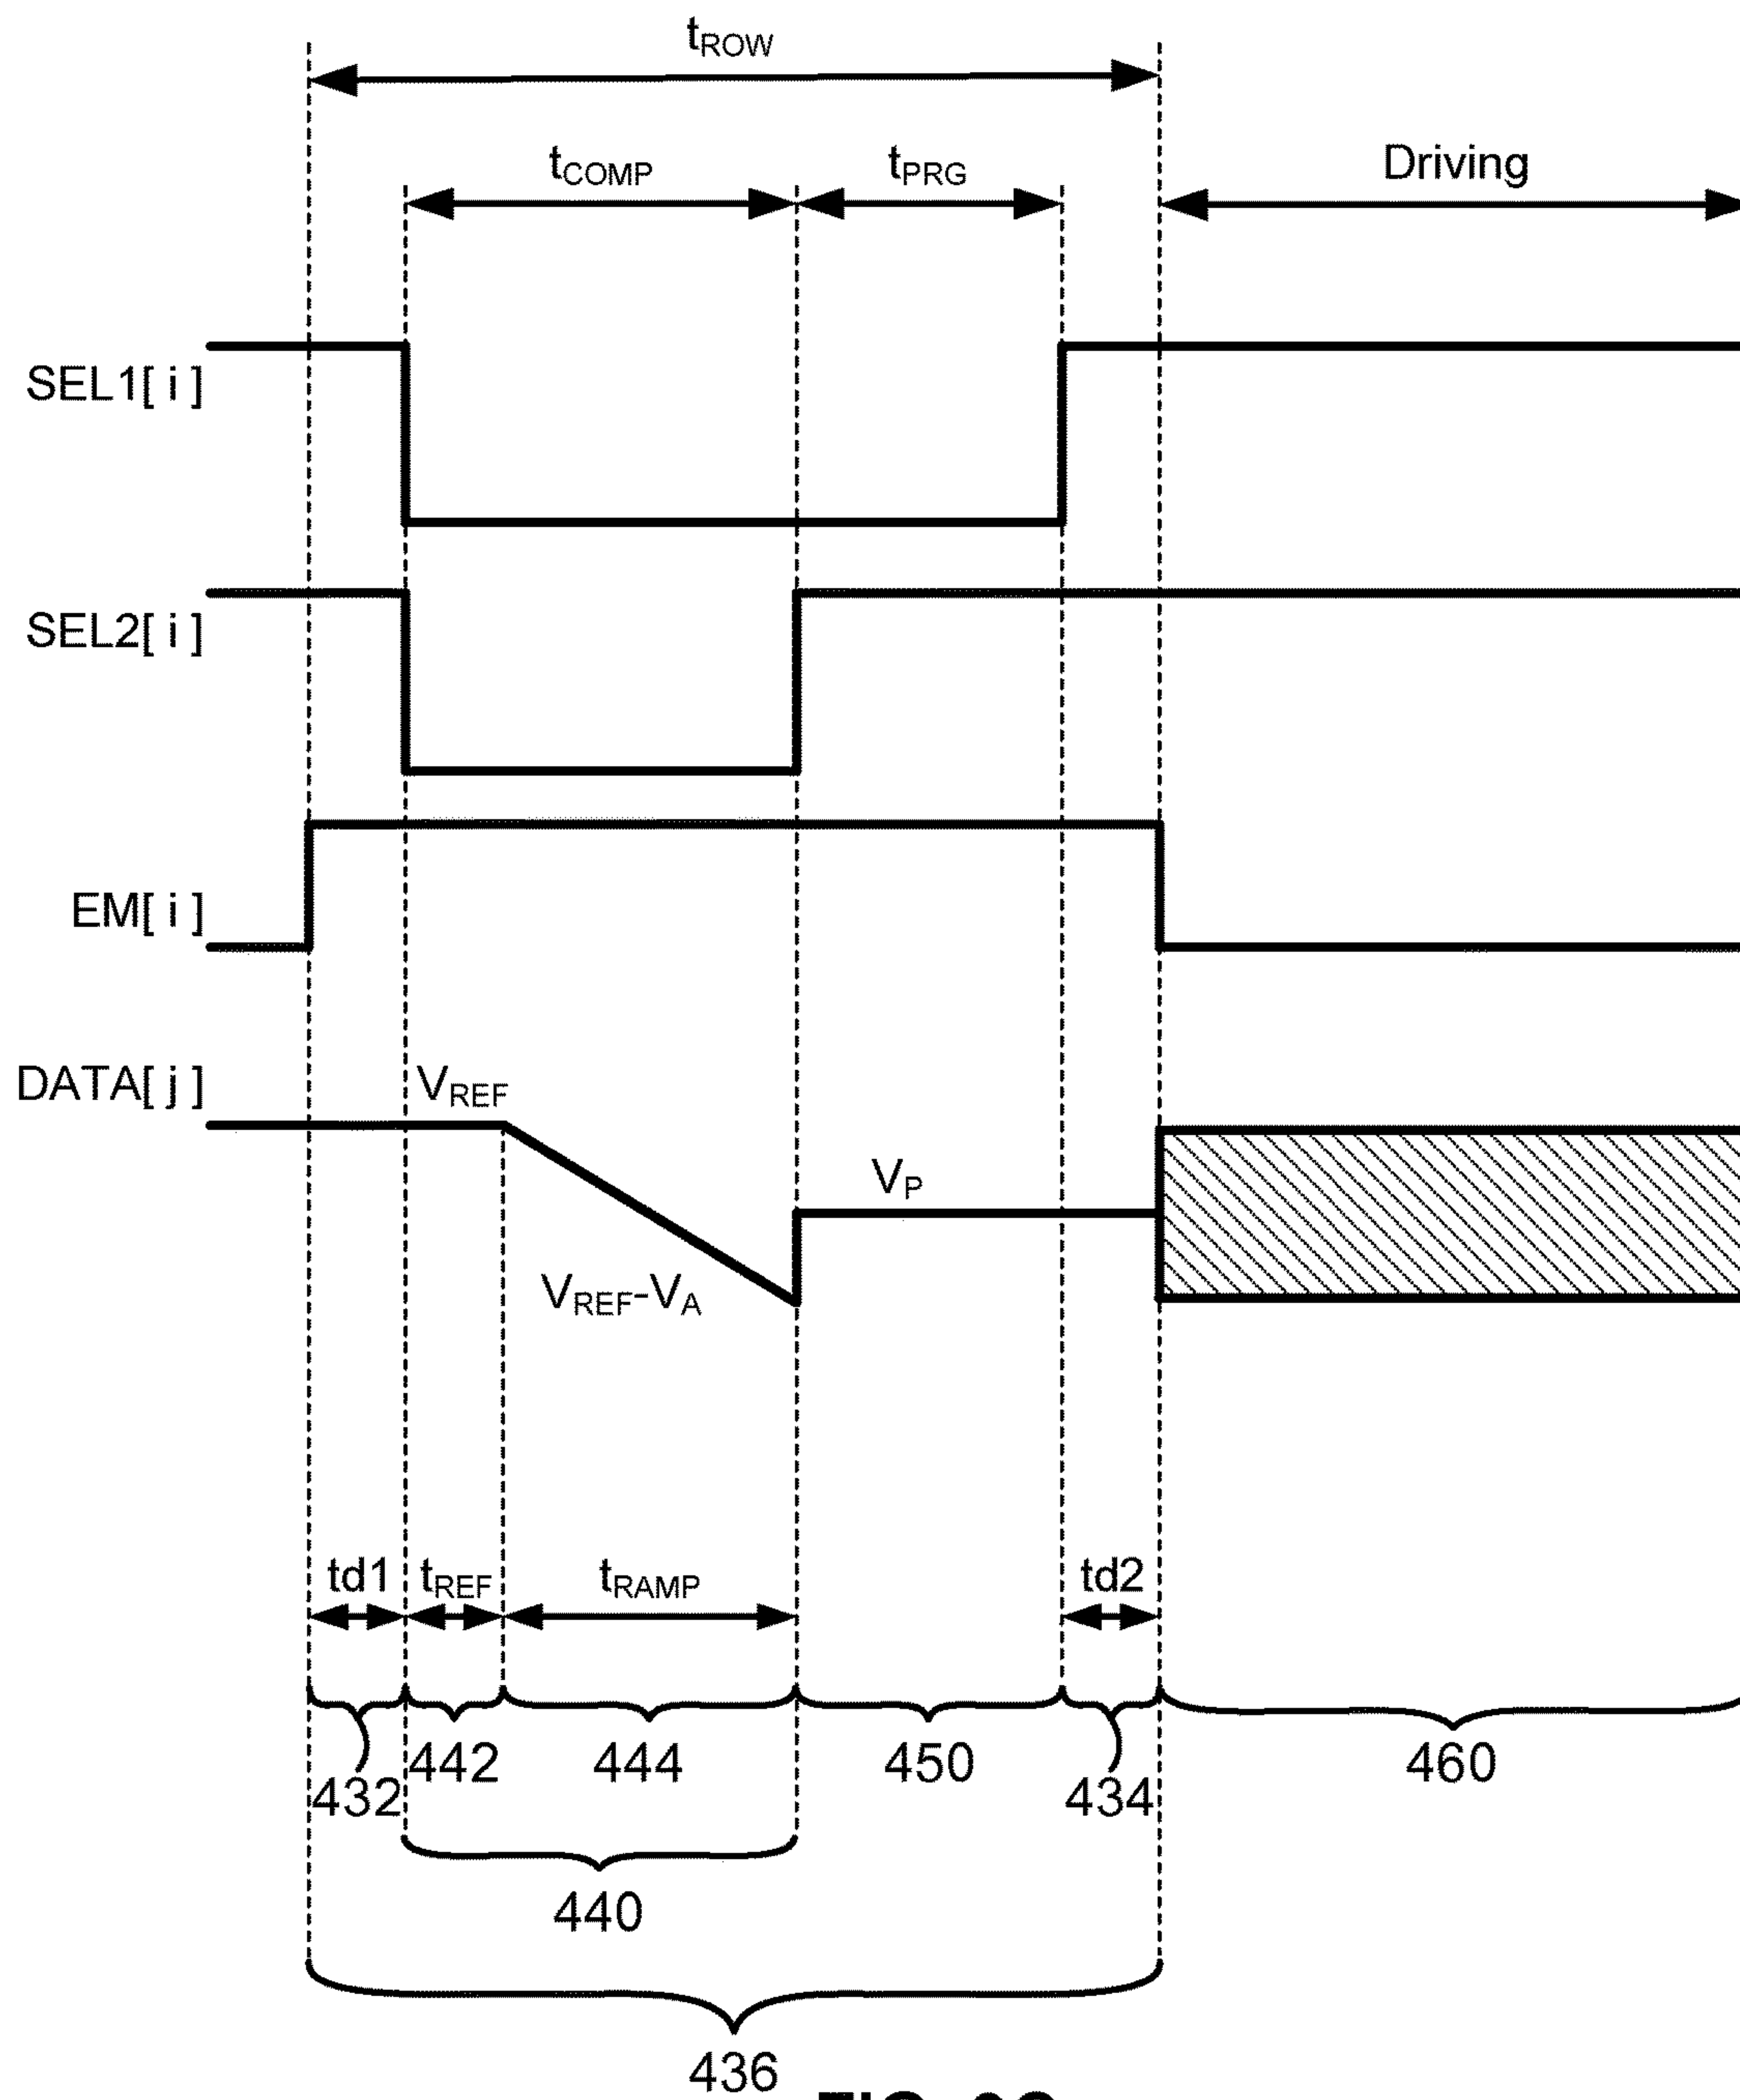 tROW
tCOMP
tPRG
Driving
SEL1[ i ]
SEL2[ i ]
EM[ i ]
DATA[ j ]
VREF
VP
VREF-VA
td1
tREF
tRAMP
td2
432
442
444
450
434
460
440
436